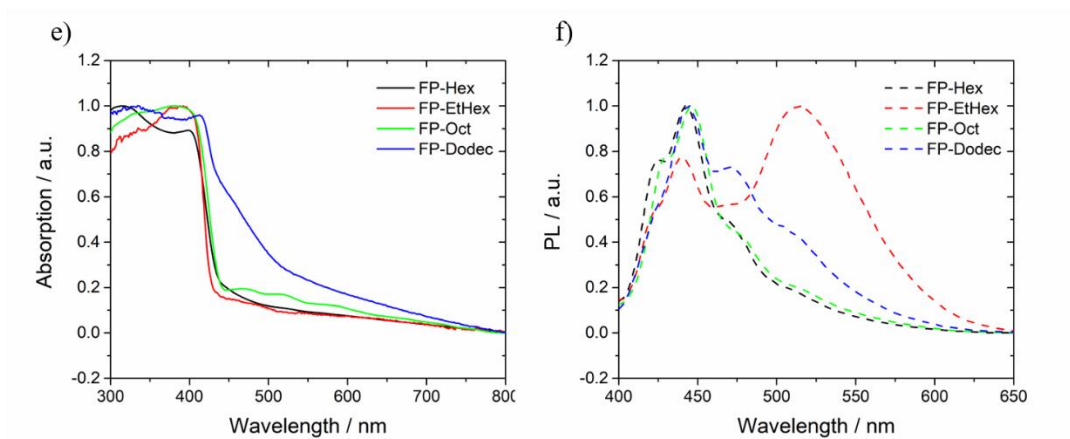 e)
1.2
1.0
0.8
0.6
0.4
0.2
0.0
-0.2
Absorption / a.u.
300 400 500 600 700 800
Wavelength / nm
FP-Hex
FP-EtHex
FP-Oct
FP-Dodec
f)
1.2
1.0
0.8
0.6
0.4
0.2
0.0
-0.2
PL / a.u.
400 450 500 550 600 650
Wavelength / nm
FP-Hex
FP-EtHex
FP-Oct
FP-Dodec